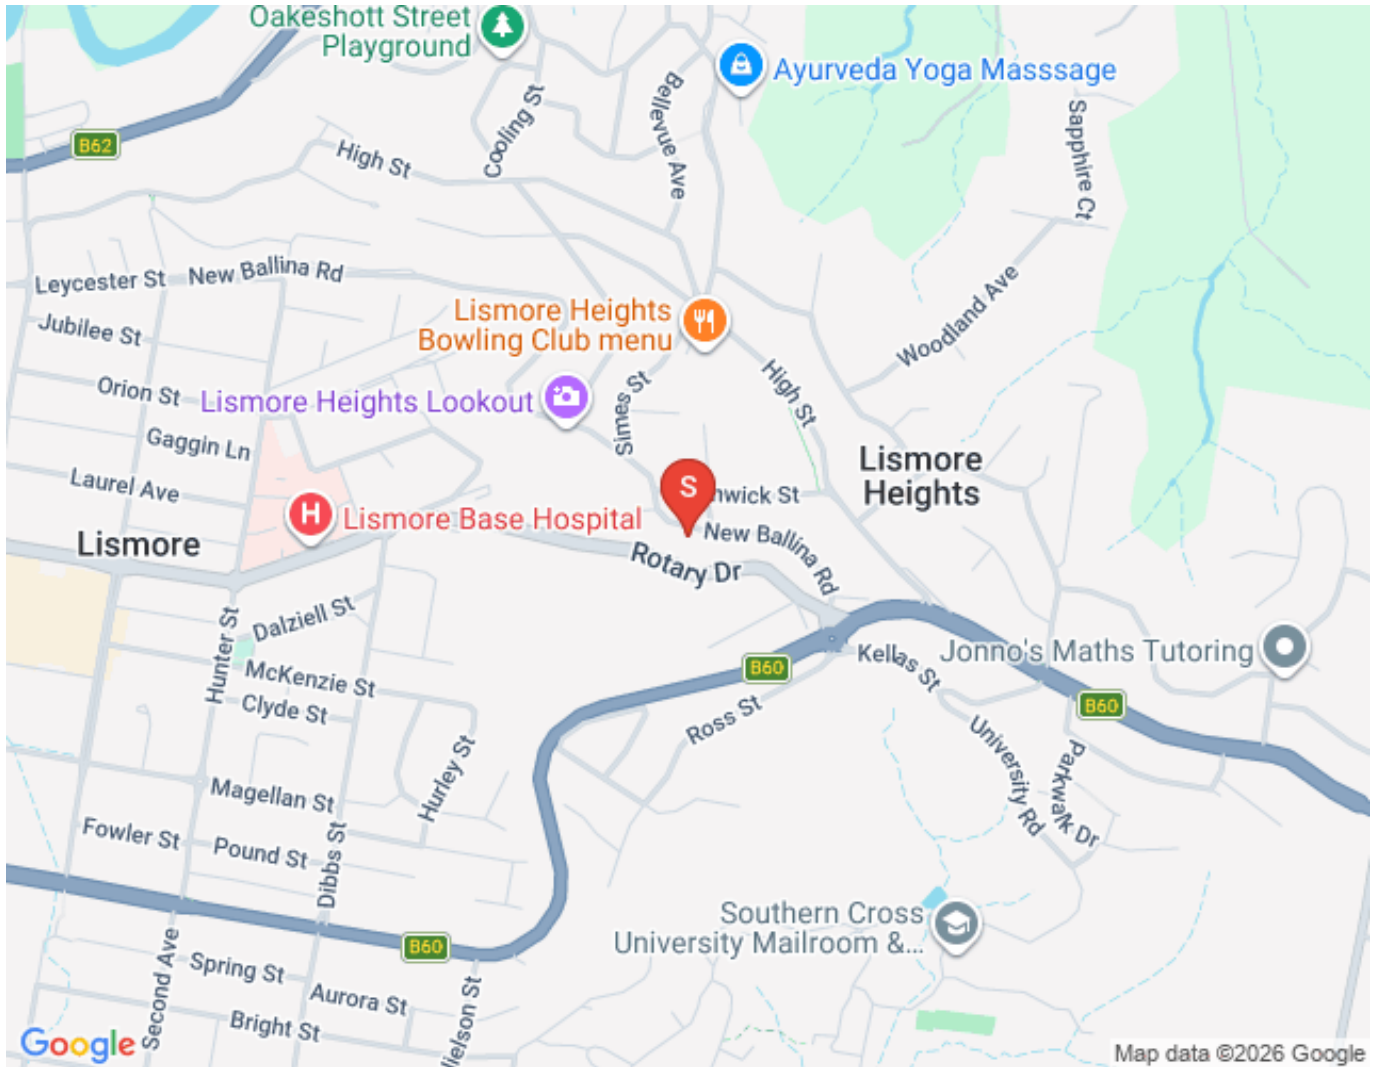 Oakeshott Street
Playground
Ayurveda Yoga Masssage
B62
High St
Cooling St
Bellevue Ave
Sapphire Ct
Leycester St
New Ballina Rd
Jubilee St
Lismore Heights
Bowling Club menu
Woodland Ave
Orion St
Lismore Heights Lookout
Simes St
High St
Gaggin Ln
Laurel Ave
Lismore
Heights
S
nwick St
H
Lismore Base Hospital
Lismore
New Ballina Rd
Rotary Dr
Dalziell St
Hunter St
McKenzie St
Clyde St
B60
Kellas St
Jonno's Maths Tutoring
B60
Ross St
University Rd
Parkwalk Dr
Hurley St
Magellan St
Fowler St
Pound St
Dibbs St
Southern Cross
University Mailroom &...
B60
Second Ave
Spring St
Aurora St
Bright St
Nielson St
Google
Map data ©2026 Google